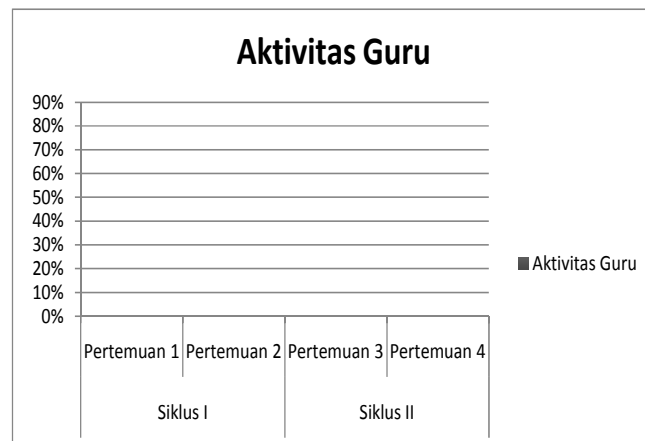 Aktivitas Guru
90%
80%
70%
60%
50%
40%
30%
20%
10%
0%
Aktivitas Guru
Pertemuan 1 Pertemuan 2 Pertemuan 3 Pertemuan 4
Siklus I Siklus II